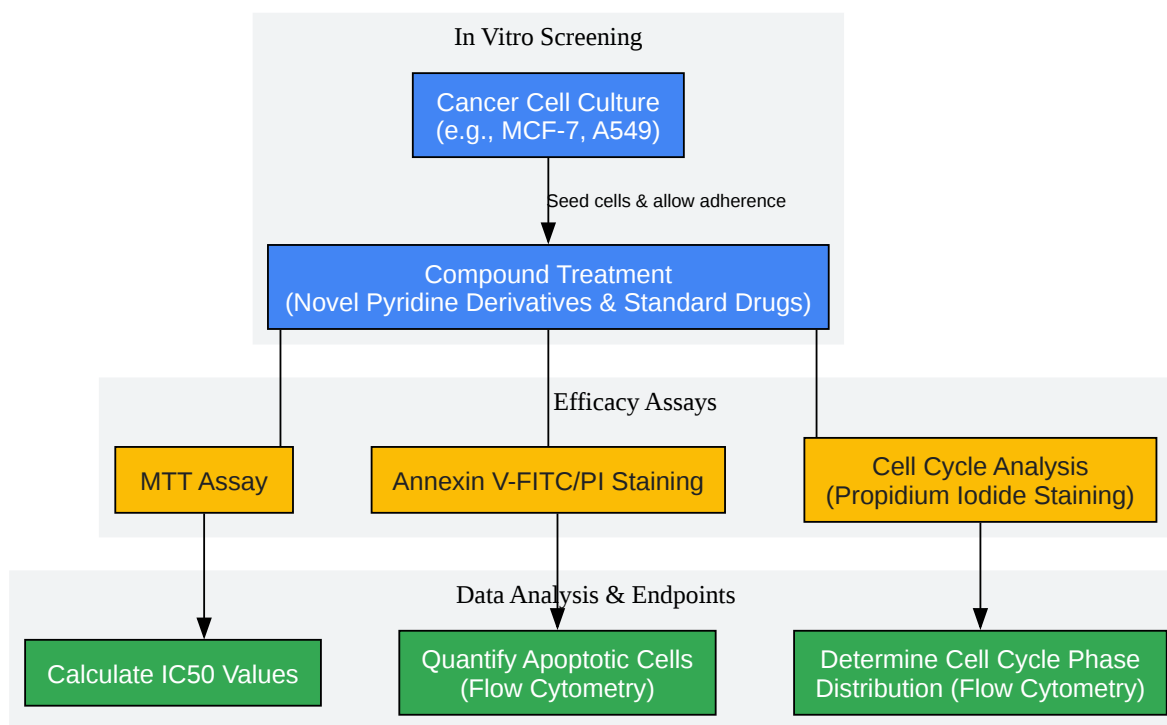 In Vitro Screening
Cancer Cell Culture
(e.g., MCF-7, A549)
Seed cells & allow adherence
Compound Treatment
(Novel Pyridine Derivatives & Standard Drugs)
Efficacy Assays
MTT Assay
Annexin V-FITC/PI Staining
Cell Cycle Analysis
(Propidium Iodide Staining)
Data Analysis & Endpoints
Calculate IC50 Values
Quantify Apoptotic Cells
(Flow Cytometry)
Determine Cell Cycle Phase
Distribution (Flow Cytometry)